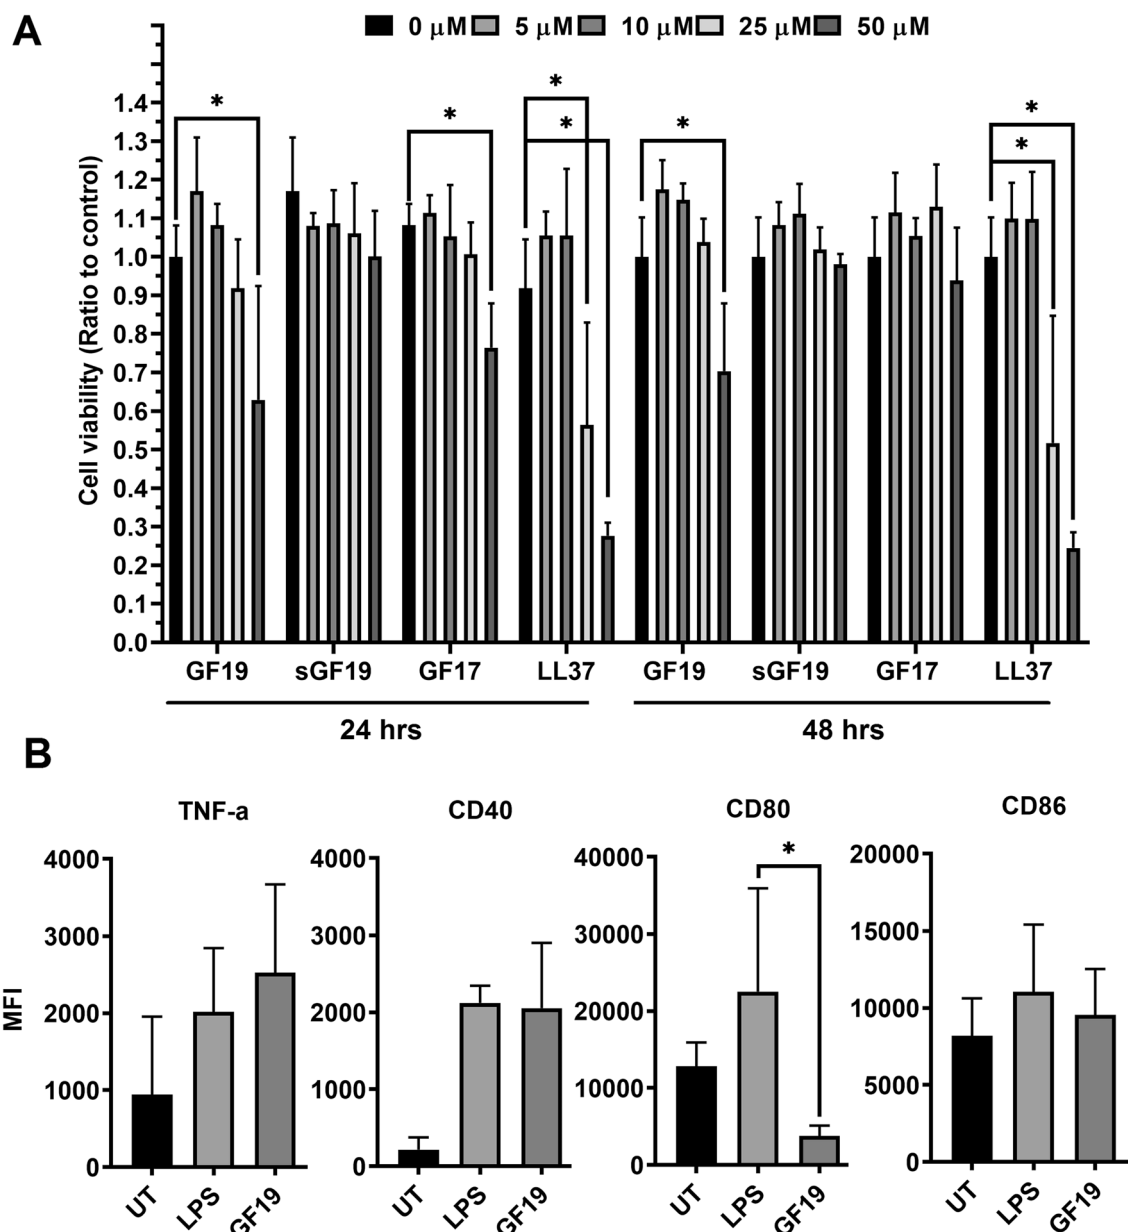 A
0 μM 5 μM 10 μM 25 μM 50 μM
Cell viability (Ratio to control)
1.4
1.3
1.2
1.1
1.0
0.9
0.8
0.7
0.6
0.5
0.4
0.3
0.2
0.1
0.0
* * * * * * *
GF19 sGF19 GF17 LL37 GF19 sGF19 GF17 LL37
24 hrs 48 hrs
B
MFI
TNF-a
4000
3000
2000
1000
0
UT LPS GF19
CD40
4000
3000
2000
1000
0
UT LPS GF19
CD80
*
40000
30000
20000
10000
0
UT LPS GF19
CD86
20000
15000
10000
5000
0
UT LPS GF19